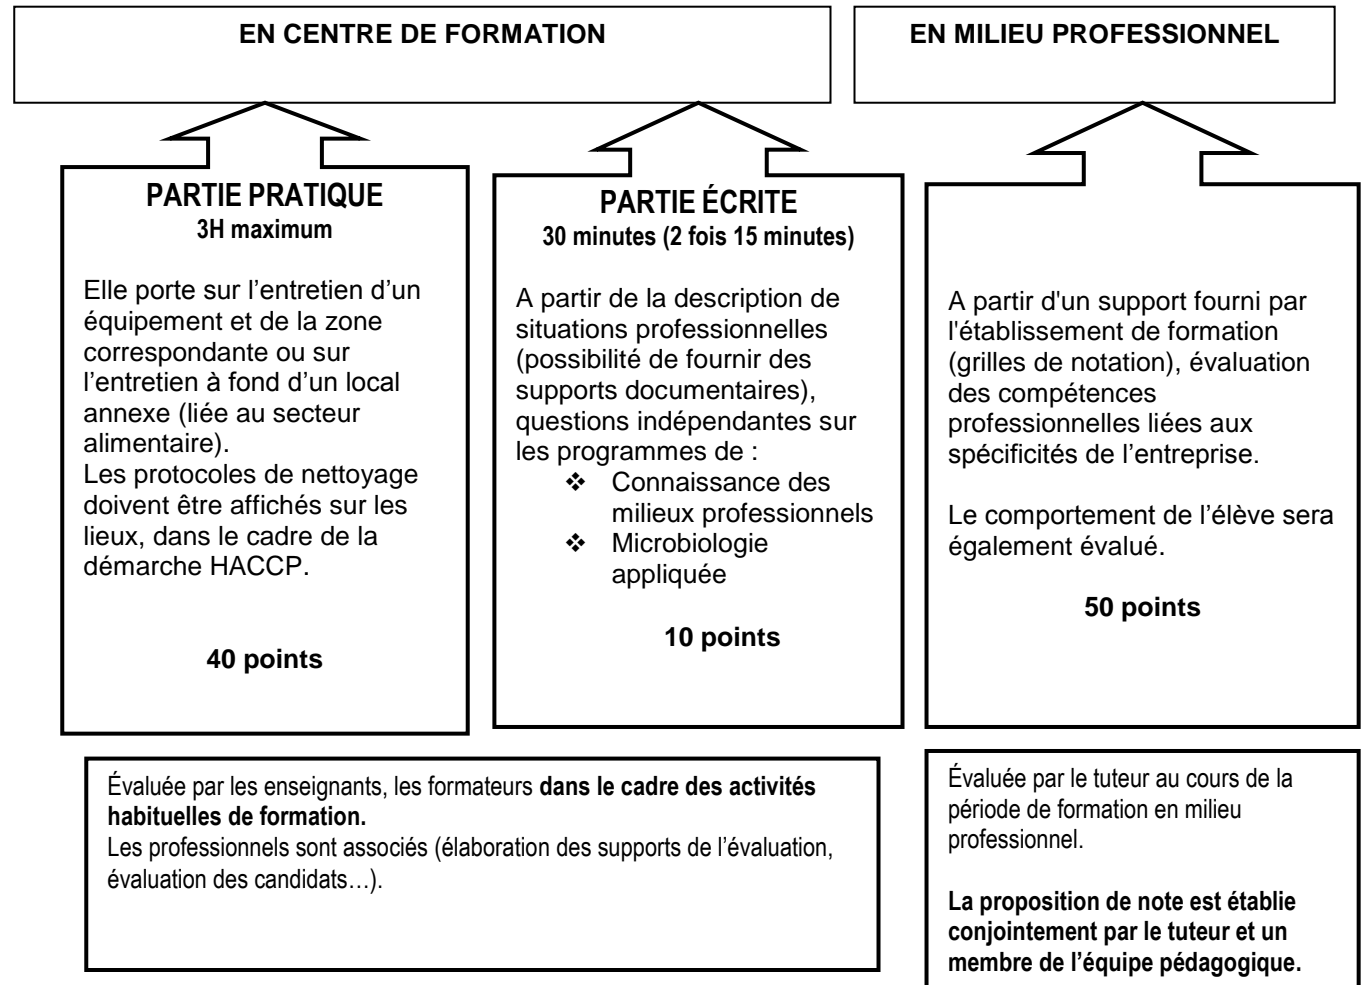 EN CENTRE DE FORMATION
EN MILIEU PROFESSIONNEL
PARTIE PRATIQUE
3H maximum
Elle porte sur l’entretien d’un
équipement et de la zone
correspondante ou sur
l’entretien à fond d’un local
annexe (liée au secteur
alimentaire).
Les protocoles de nettoyage
doivent être affichés sur les
lieux, dans le cadre de la
démarche HACCP.
40 points
PARTIE ÉCRITE
30 minutes (2 fois 15 minutes)
A partir de la description de
situations professionnelles
(possibilité de fournir des
supports documentaires),
questions indépendantes sur
les programmes de :
❖ Connaissance des
milieux professionnels
❖ Microbiologie
appliquée
10 points
A partir d'un support fourni par
l'établissement de formation
(grilles de notation), évaluation
des compétences
professionnelles liées aux
spécificités de l’entreprise.
Le comportement de l’élève sera
également évalué.
50 points
Évaluée par les enseignants, les formateurs dans le cadre des activités
habituelles de formation.
Les professionnels sont associés (élaboration des supports de l’évaluation,
évaluation des candidats…).
Évaluée par le tuteur au cours de la
période de formation en milieu
professionnel.
La proposition de note est établie
conjointement par le tuteur et un
membre de l’équipe pédagogique.